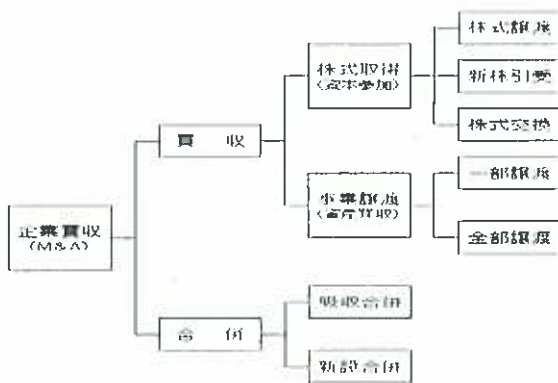 株式譲渡
株式取得
(資本参加)
新株引受
株式交換
買 収
一部譲渡
事業譲渡
(資産買収)
企業買収
(M&A)
全部譲渡
吸収合併
合 併
新設合併